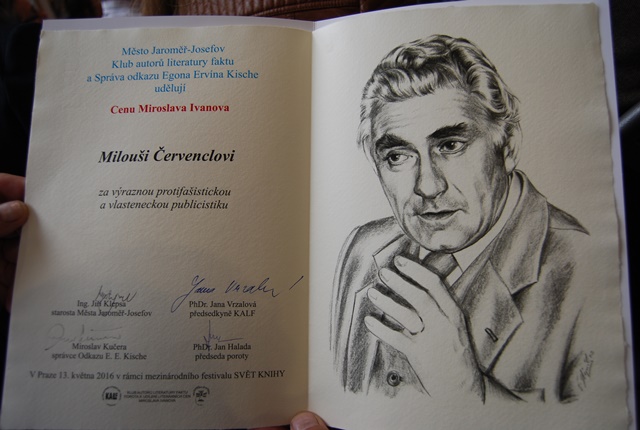 Město Jaroměř-Josefov
Klub autorů literatury faktu
a Správa odkazu Egona Ervína Kische
udělují
Cenu Miroslava Ivanova
Milouši Červenclovi
za výraznou protifašistickou
a vlasteneckou publicistiku
Ing. Jiří Klepsa
starosta Města Jaroměř-Josefov
PhDr. Jana Vrzalová
předsedkyně KALF
Miroslav Kučera
správce Odkazu E. E. Kische
PhDr. Jan Halada
předseda poroty
V Praze 13. května 2016 v rámci mezinárodního festivalu SVĚT KNIHY